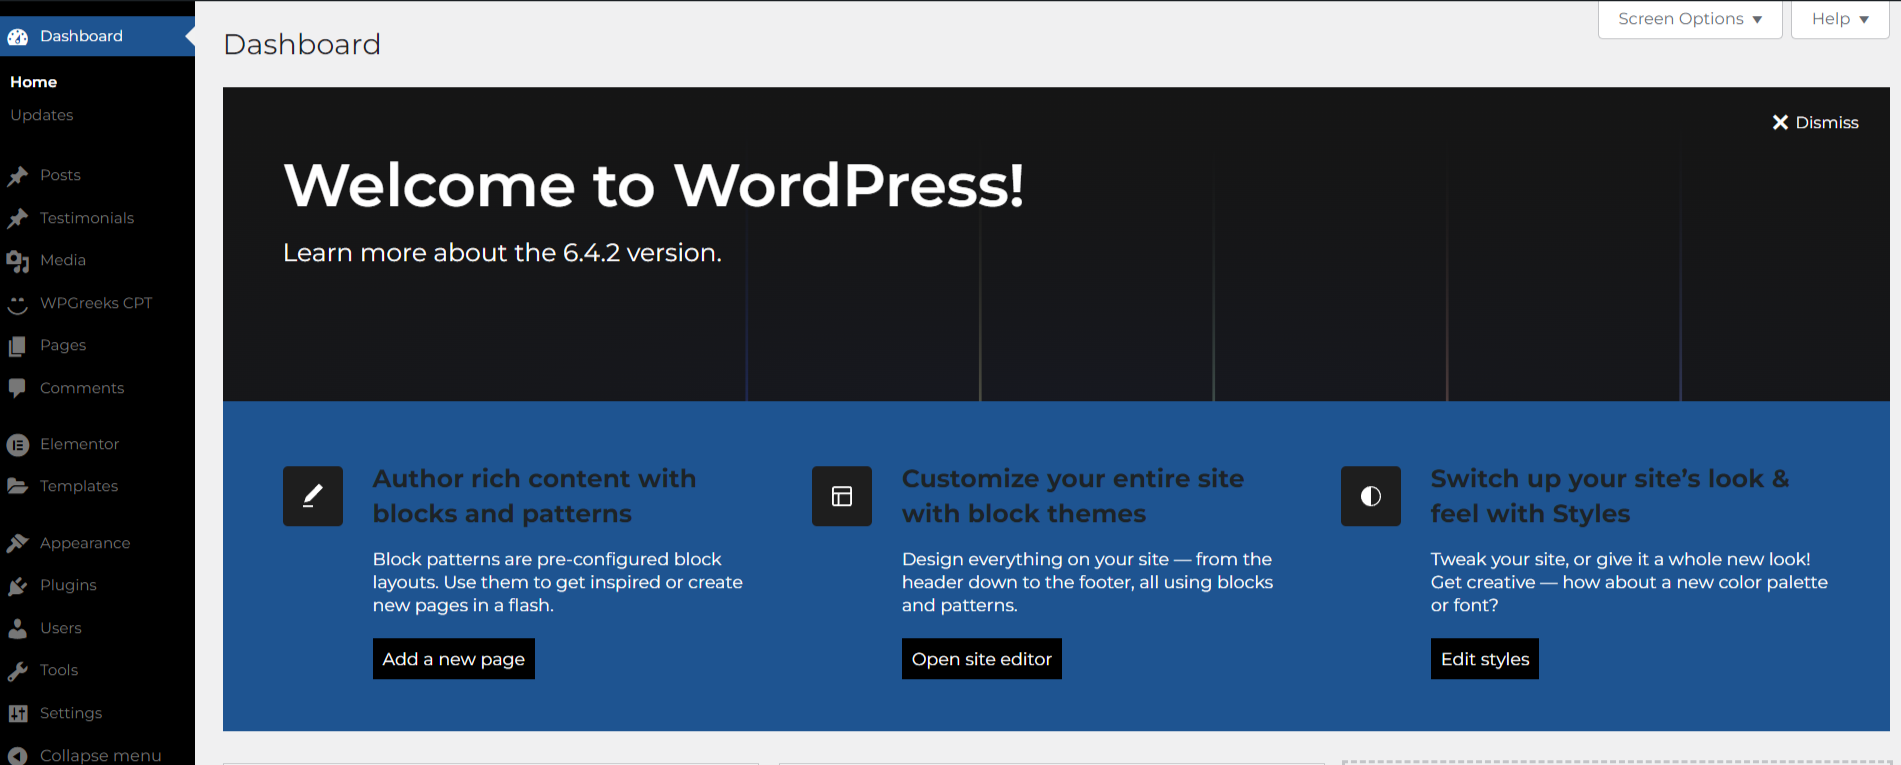 Dashboard
Home
Updates
Posts
Testimonials
Media
WPGreeks CPT
Pages
Comments
Elementor
Templates
Appearance
Plugins
Users
Tools
Settings
Collapse menu
Screen Options
Help
Dashboard
Dismiss
Welcome to WordPress!
Learn more about the 6.4.2 version.
Author rich content with
blocks and patterns
Block patterns are pre-configured block
layouts. Use them to get inspired or create
new pages in a flash.
Add a new page
Customize your entire site
with block themes
Design everything on your site — from the
header down to the footer, all using blocks
and patterns.
Open site editor
Switch up your site’s look &
feel with Styles
Tweak your site, or give it a whole new look!
Get creative — how about a new color palette
or font?
Edit styles